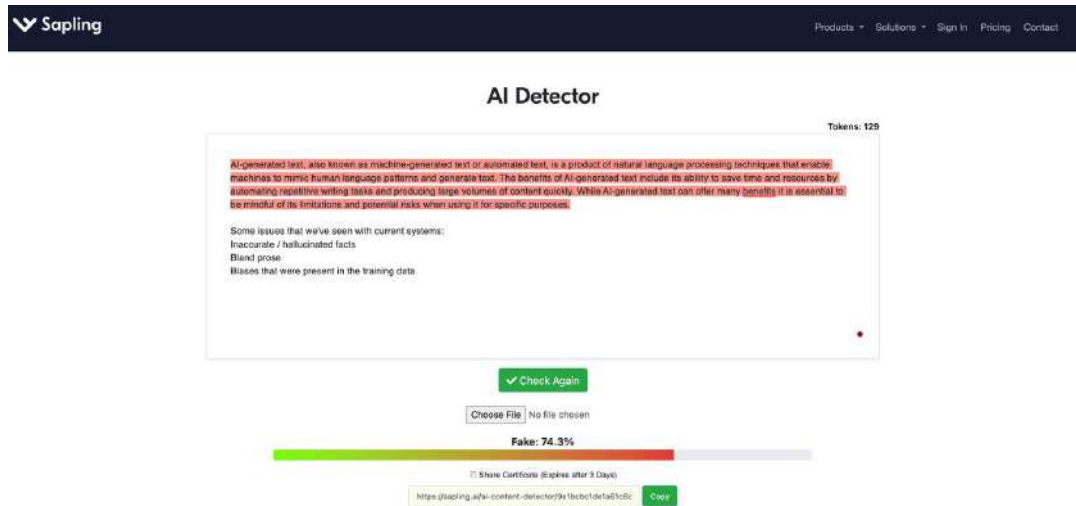 Sapling
Products Solutions Sign In Pricing Contact
AI Detector
Tokens: 129
AI-generated text, also known as machine-generated text or automated text, is a product of natural language processing techniques that enable
machines to mimic human language patterns and generate text. The benefits of AI-generated text include its ability to save time and resources by
automating repetitive writing tasks and producing large volumes of content quickly. While AI-generated text can offer many benefits it is essential to
be mindful of its limitations and potential risks when using it for specific purposes.
Some issues that we've seen with current systems:
Inaccurate / hallucinated facts
Bland prose
Biases that were present in the training data.
Check Again
Choose File No file chosen
Fake: 74.3%
Share Certificate (Expires after 3 Days)
Copy